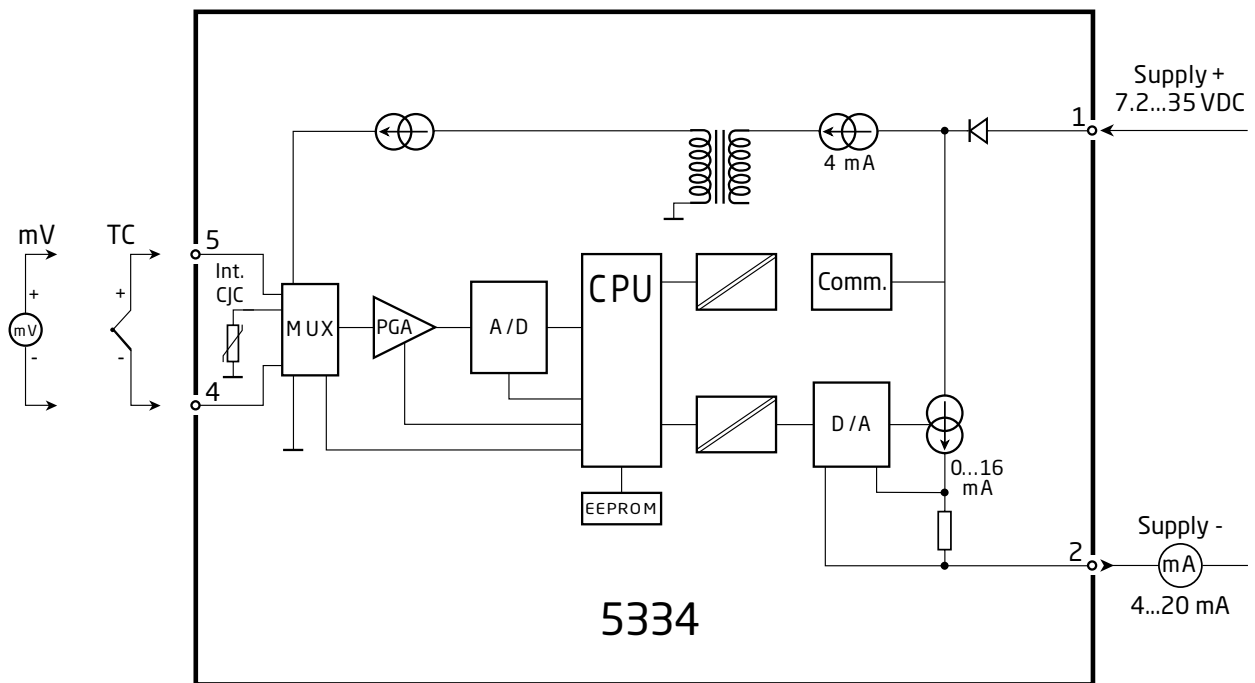 Supply +
7.2...35 VDC
1
4 mA
mV
TC
5
Int.
CJC
+
+
CPU
Comm.
mV
MUX
PGA
A/D
-
-
4
D/A
0...16
mA
EEPROM
Supply -
2
mA
4...20 mA
5334